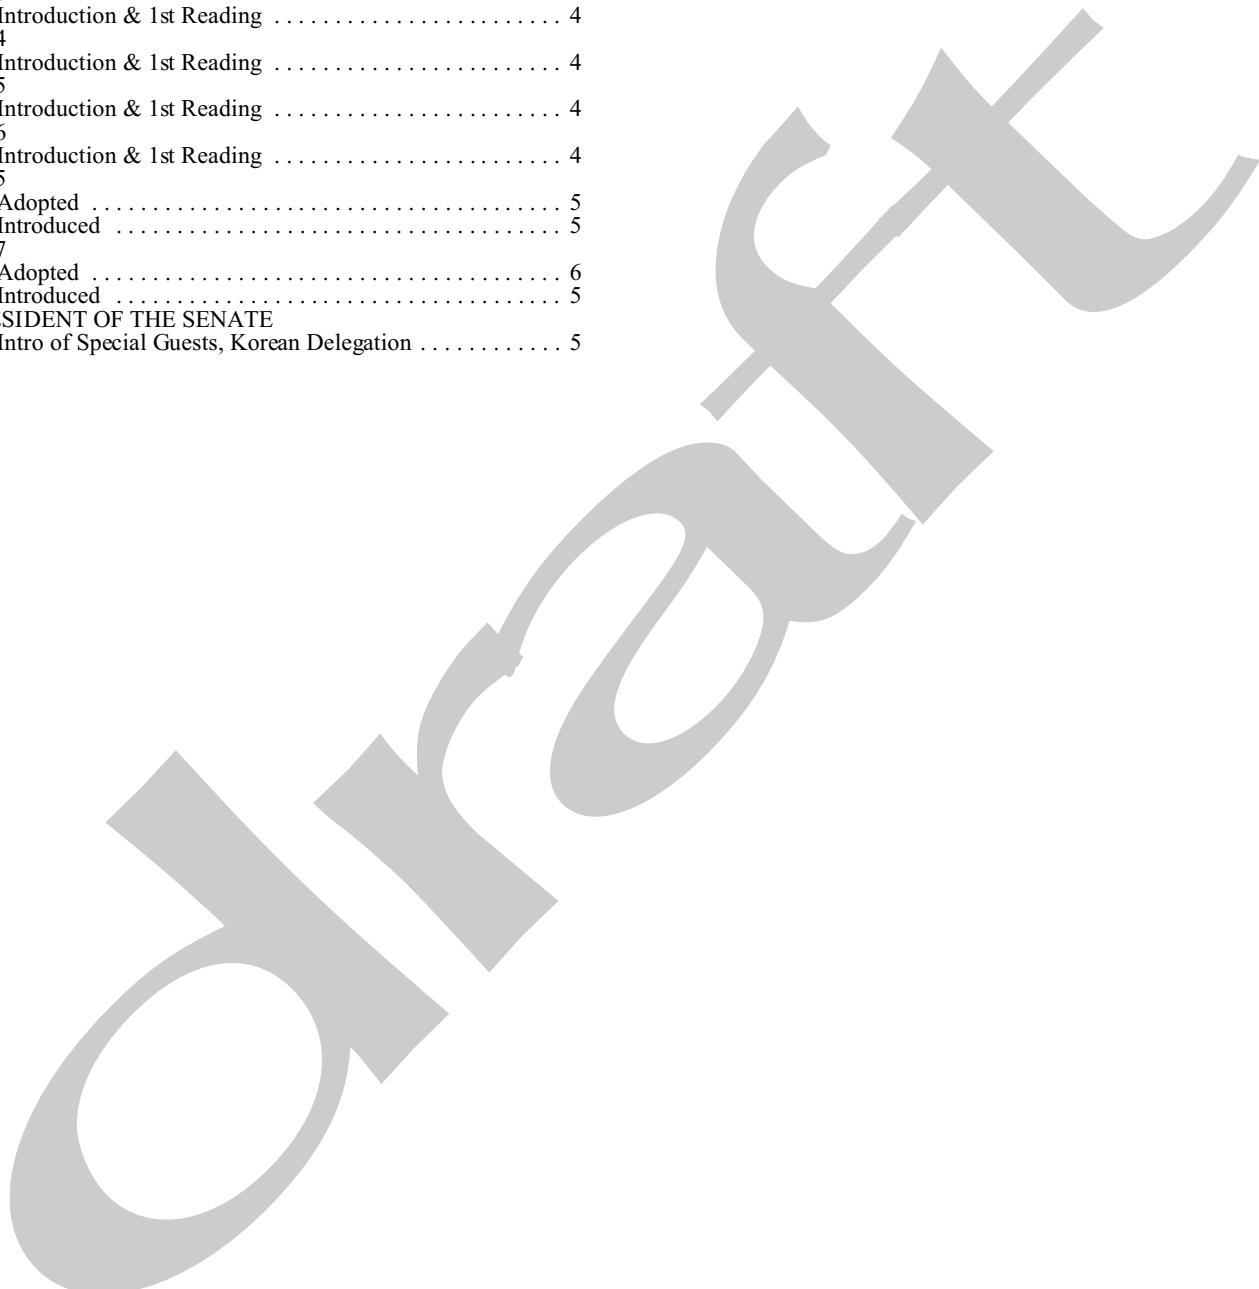 Introduction & 1st Reading . . . . . . . . . . . . . . . . . . . . . . . . 4
4
Introduction & 1st Reading . . . . . . . . . . . . . . . . . . . . . . . . 4
5
Introduction & 1st Reading . . . . . . . . . . . . . . . . . . . . . . . . 4
6
Introduction & 1st Reading . . . . . . . . . . . . . . . . . . . . . . . . 4
5
Adopted . . . . . . . . . . . . . . . . . . . . . . . . . . . . . . . . . . . . . . . 5
Introduced . . . . . . . . . . . . . . . . . . . . . . . . . . . . . . . . . . . . . 5
7
Adopted . . . . . . . . . . . . . . . . . . . . . . . . . . . . . . . . . . . . . . . 6
Introduced . . . . . . . . . . . . . . . . . . . . . . . . . . . . . . . . . . . . . 5
SIDENT OF THE SENATE
Intro of Special Guests, Korean Delegation . . . . . . . . . . . . 5
draft